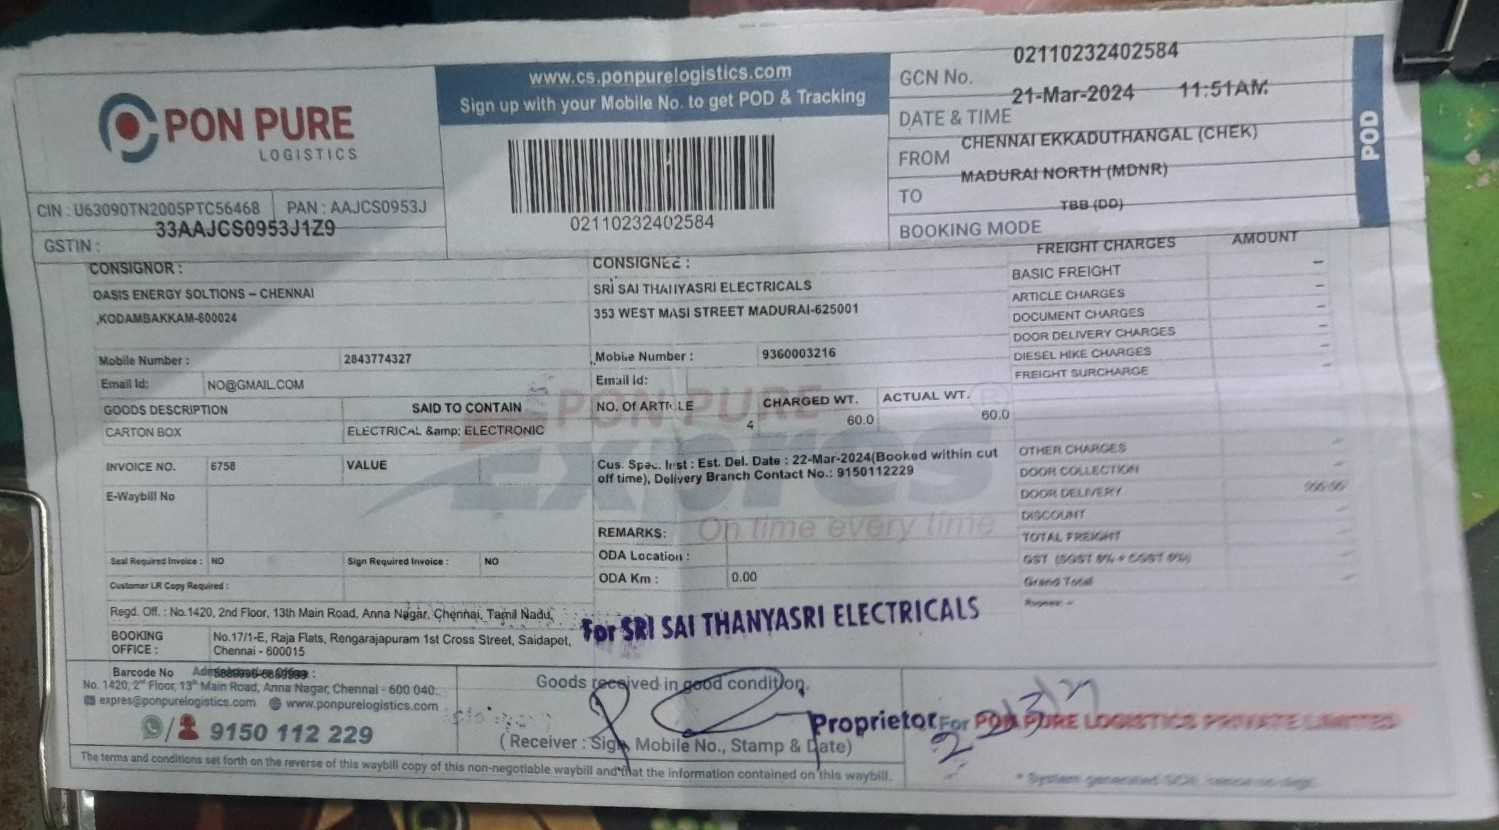 PON PURE
LOGISTICS
www.cs.ponpurelogistics.com
Sign up with your Mobile No. to get POD & Tracking
02110232402584
GCN No. 02110232402584
DATE & TIME 21-Mar-2024 11:51AM
FROM CHENNAI EKKADUTHANGAL (CHEK)
TO MADURAI NORTH (MDNR)
BOOKING MODE TBB (DD)
POD
CIN : U63090TN2005PTC56468 PAN : AAJCS0953J
GSTIN : 33AAJCS0953J1Z9
CONSIGNOR :
OASIS ENERGY SOLTIONS – CHENNAI
,KODAMBAKKAM-600024
Mobile Number : 2843774327
Email Id: NO@GMAIL.COM
GOODS DESCRIPTION SAID TO CONTAIN
CARTON BOX ELECTRICAL &amp; ELECTRONIC
INVOICE NO. 6758 VALUE
E-Waybill No
Seal Required Invoice : NO Sign Required Invoice : NO
Customer LR Copy Required :
CONSIGNEE :
SRI SAI THANYASRI ELECTRICALS
353 WEST MASI STREET MADURAI-625001
Mobile Number : 9360003216
Email Id:
NO. Of ARTICLE CHARGED WT. ACTUAL WT.
4 60.0 60.0
Cus. Spec. Inst : Est. Del. Date : 22-Mar-2024(Booked within cut
off time), Delivery Branch Contact No.: 9150112229
REMARKS:
ODA Location :
ODA Km : 0.00
PON PURE
Expres
On time every time
FREIGHT CHARGES AMOUNT
BASIC FREIGHT –
ARTICLE CHARGES –
DOCUMENT CHARGES –
DOOR DELIVERY CHARGES –
DIESEL HIKE CHARGES –
FREIGHT SURCHARGE –
OTHER CHARGES
DOOR COLLECTION
DOOR DELIVERY
DISCOUNT
TOTAL FREIGHT
Grand Total
Regd. Off. : No.1420, 2nd Floor, 13th Main Road, Anna Nagar, Chennai, Tamil Nadu,
BOOKING OFFICE : No.17/1-E, Raja Flats, Rengarajapuram 1st Cross Street, Saidapet,
Chennai - 600015
For SRI SAI THANYASRI ELECTRICALS
Proprietor
Barcode No
No. 1420, 2nd Floor, 13th Main Road, Anna Nagar, Chennai - 600 040.
expres@ponpurelogistics.com www.ponpurelogistics.com
9150 112 229
Goods received in good condition.
( Receiver : Sign, Mobile No., Stamp & Date)
For PON PURE LOGISTICS PRIVATE LIMITED
The terms and conditions set forth on the reverse of this waybill copy of this non-negotiable waybill and that the information contained on this waybill.